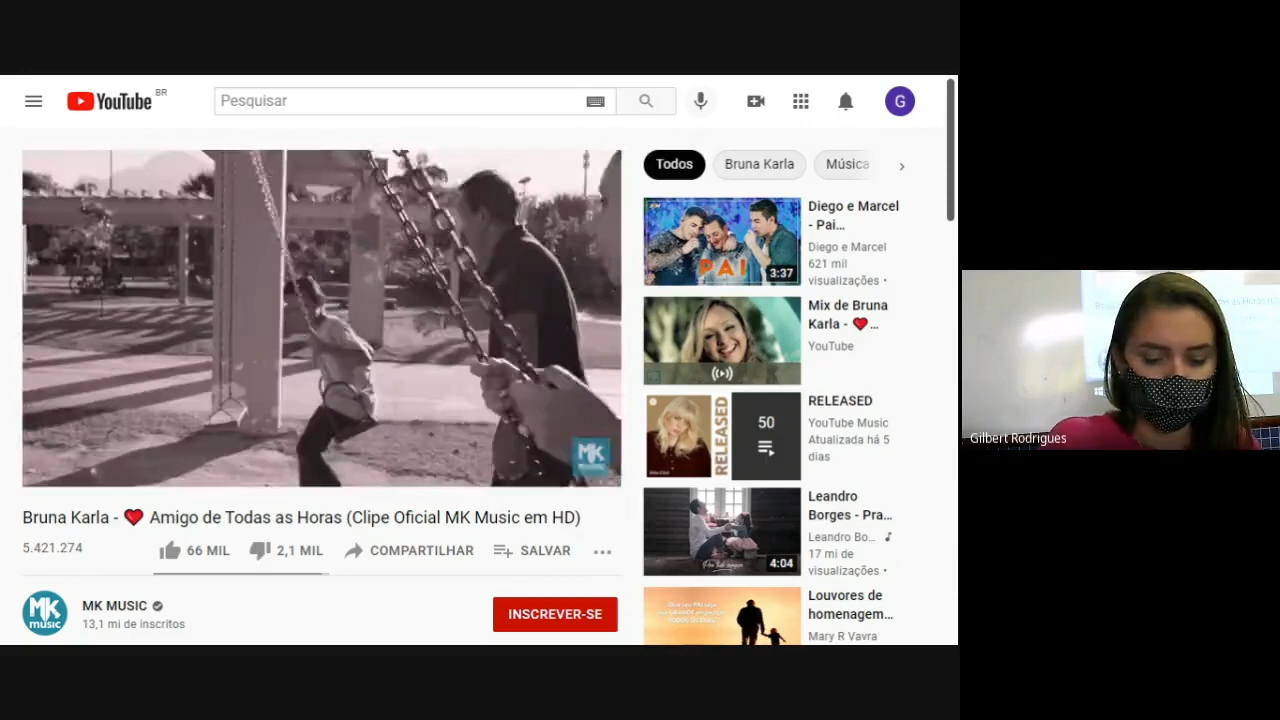 YouTube BR
Pesquisar
G
Todos
Bruna Karla
Música
MK
MUSIC
Bruna Karla - ❤️ Amigo de Todas as Horas (Clipe Oficial MK Music em HD)
5.421.274
66 MIL
2,1 MIL
COMPARTILHAR
SALVAR
MK
music
MK MUSIC
13,1 mi de inscritos
INSCREVER-SE
PAI
3:37
Diego e Marcel
- Pai...
Diego e Marcel
621 mil
visualizações •
Mix de Bruna
Karla - ❤️ ...
YouTube
RELEASED
50
RELEASED
YouTube Music
Atualizada há 5
dias
4:04
Leandro
Borges - Pra...
Leandro Bo...
17 mi de
visualizações •
Louvores de
homenagem...
Mary R Vavra
Gilbert Rodrigues